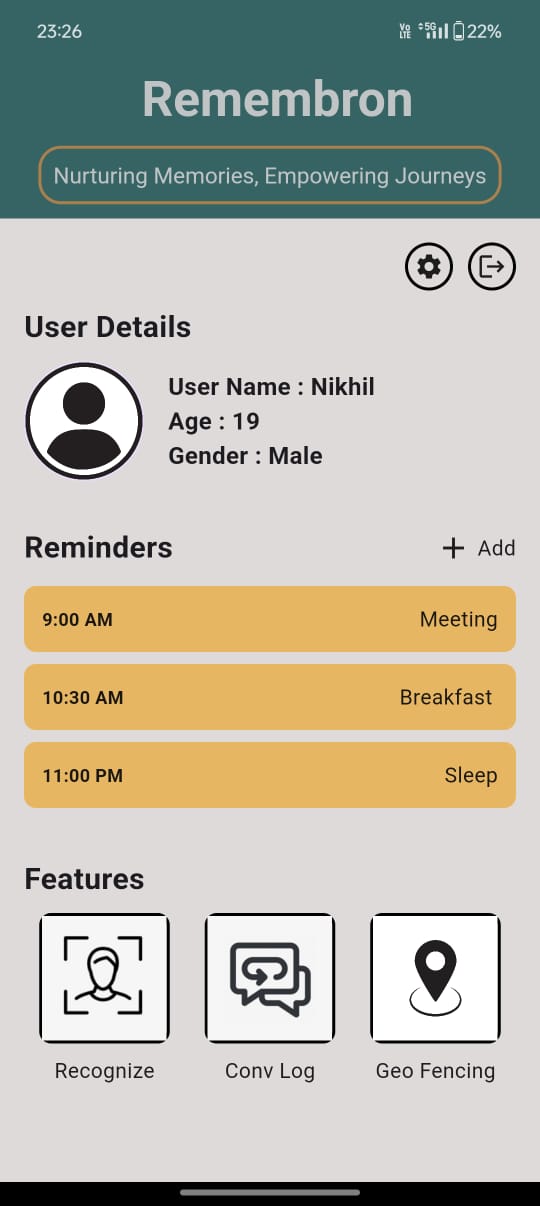 23:26 Vo LTE 5G 22%
Remembron
Nurturing Memories, Empowering Journeys
User Details
User Name : Nikhil
Age : 19
Gender : Male
Reminders + Add
9:00 AM Meeting
10:30 AM Breakfast
11:00 PM Sleep
Features
Recognize Conv Log Geo Fencing